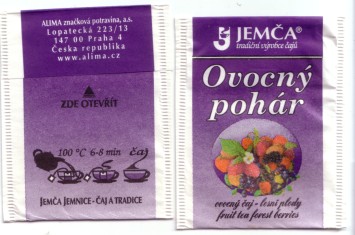 ALIMA značková potravina, a.s.
Lopatecká 223/13
147 00 Praha 4
Česka republika
www.alima.cz
ZDE OTEVŘÍT
100 °C 6-8 min
čaj
JEMČA JEMNICE - ČAJ A TRADICE
JEMČA®
tradiční výrobce čajů
Ovocný
pohár
ovocný čaj - lesní plody
fruit tea forest berries